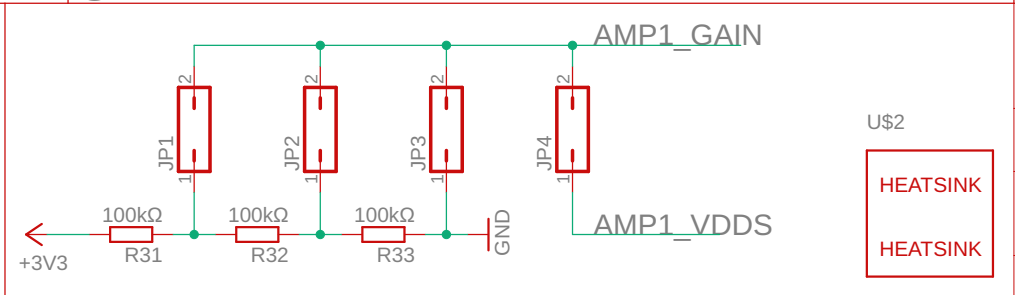 AMP1_GAIN
2
2
2
2
U$2
JP1
JP2
JP3
JP4
HEATSINK
1
1
1
1
100kΩ
100kΩ
100kΩ
GND
AMP1_VDDS
HEATSINK
+3V3
R31
R32
R33